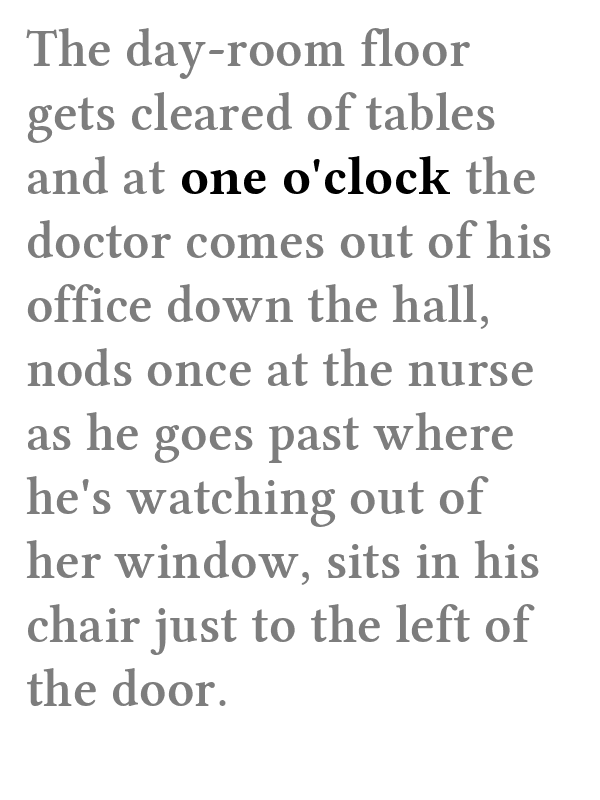 The day-room floor
gets cleared of tables
and at one o'clock the
doctor comes out of his
office down the hall,
nods once at the nurse
as he goes past where
he's watching out of
her window, sits in his
chair just to the left of
the door.